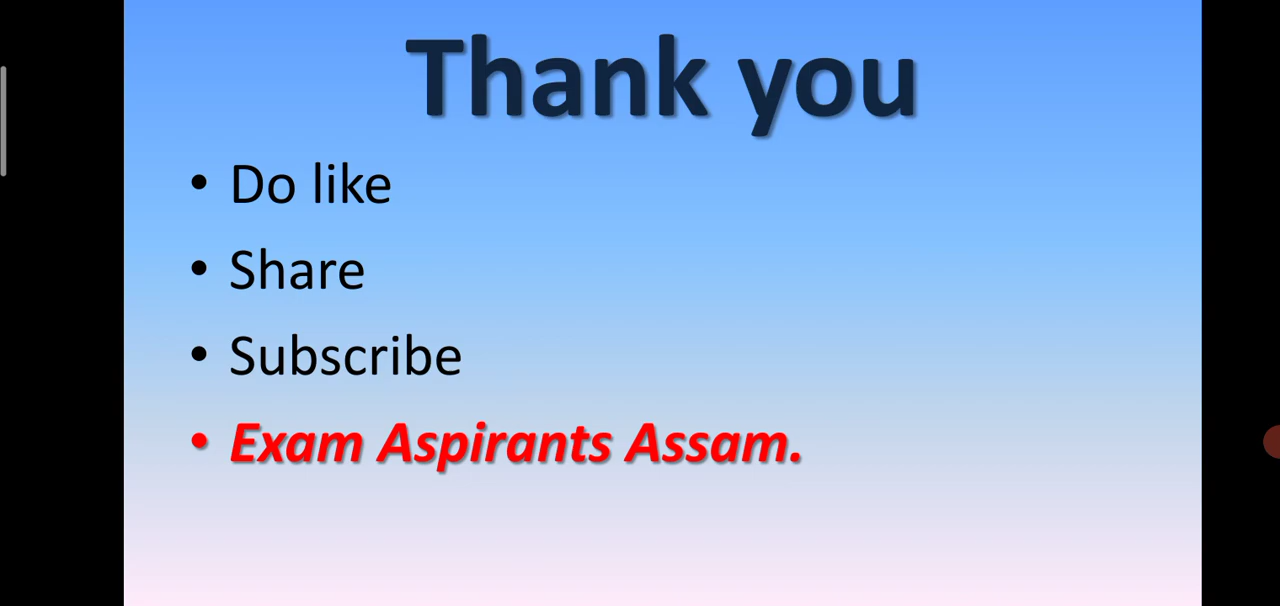 Thank you
• Do like
• Share
• Subscribe
• Exam Aspirants Assam.